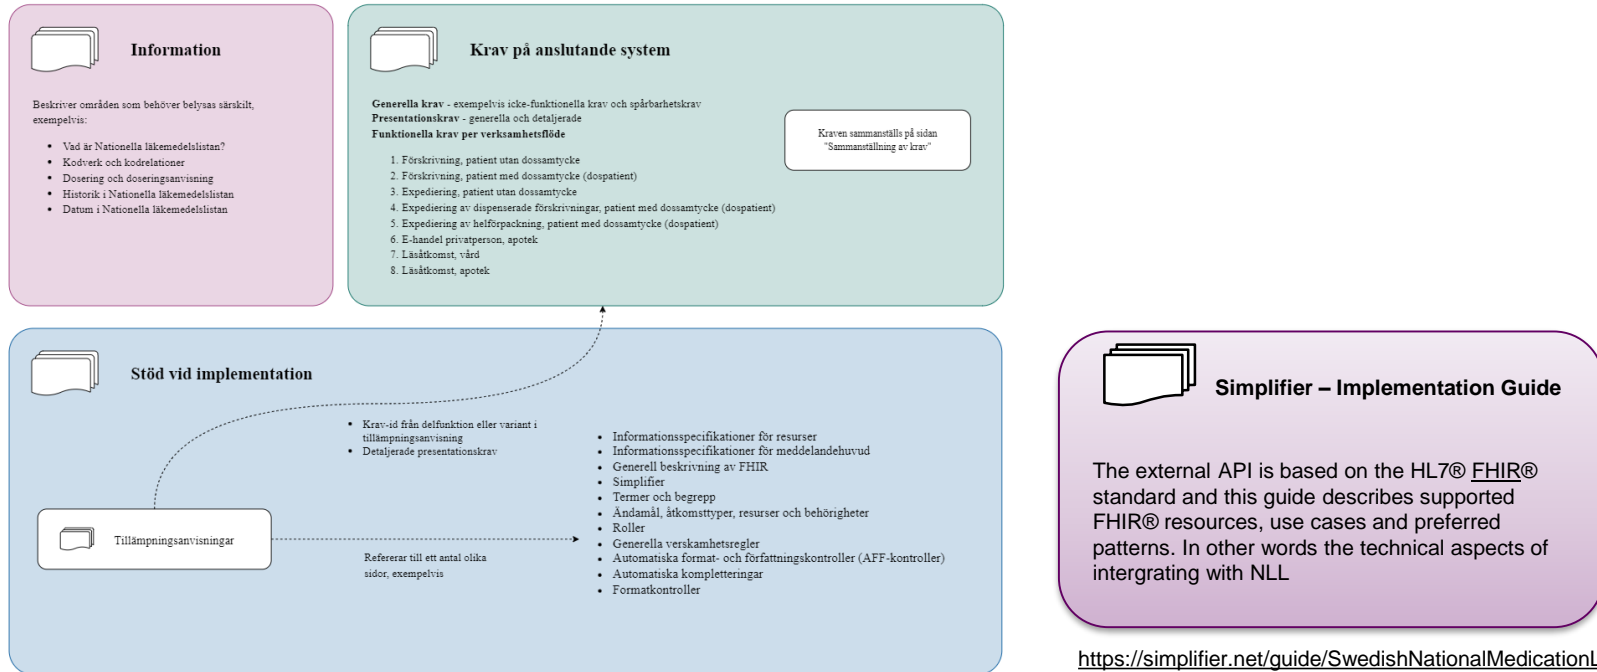 Information
Beskriver områden som behöver belysas särskilt,
exempelvis:
• Vad är Nationella läkemedelslistan?
• Kodverk och kodrelationer
• Dosering och doseringsanvisning
• Historik i Nationella läkemedelslistan
• Datum i Nationella läkemedelslistan
Krav på anslutande system
Generella krav - exempelvis icke-funktionella krav och spårbarhetskrav
Presentationskrav - generella och detaljerade
Funktionella krav per verksamhetsflöde
1. Förskrivning, patient utan dossamtycke
2. Förskrivning, patient med dossamtycke (dospatient)
3. Expediering, patient utan dossamtycke
4. Expediering av dispenserade förskrivningar, patient med dossamtycke (dospatient)
5. Expediering av helförpackning, patient med dossamtycke (dospatient)
6. E-handel privatperson, apotek
7. Läsåtkomst, vård
8. Läsåtkomst, apotek
Kraven sammanställs på sidan
"Sammanställning av krav"
Stöd vid implementation
• Krav-id från delfunktion eller variant i
tillämpningsanvisning
• Detaljerade presentationskrav
Tillämpningsanvisningar
Refererar till ett antal olika
sidor, exempelvis
• Informationsspecifikationer för resurser
• Informationsspecifikationer för meddelandehuvud
• Generell beskrivning av FHIR
• Simplifier
• Termer och begrepp
• Ändamål, åtkomsttyper, resurser och behörigheter
• Roller
• Generella verskamhetsregler
• Automatiska format- och författningskontroller (AFF-kontroller)
• Automatiska kompletteringar
• Formatkontroller
Simplifier – Implementation Guide
The external API is based on the HL7® FHIR®
standard and this guide describes supported
FHIR® resources, use cases and preferred
patterns. In other words the technical aspects of
intergrating with NLL
https://simplifier.net/guide/SwedishNationalMedicationL